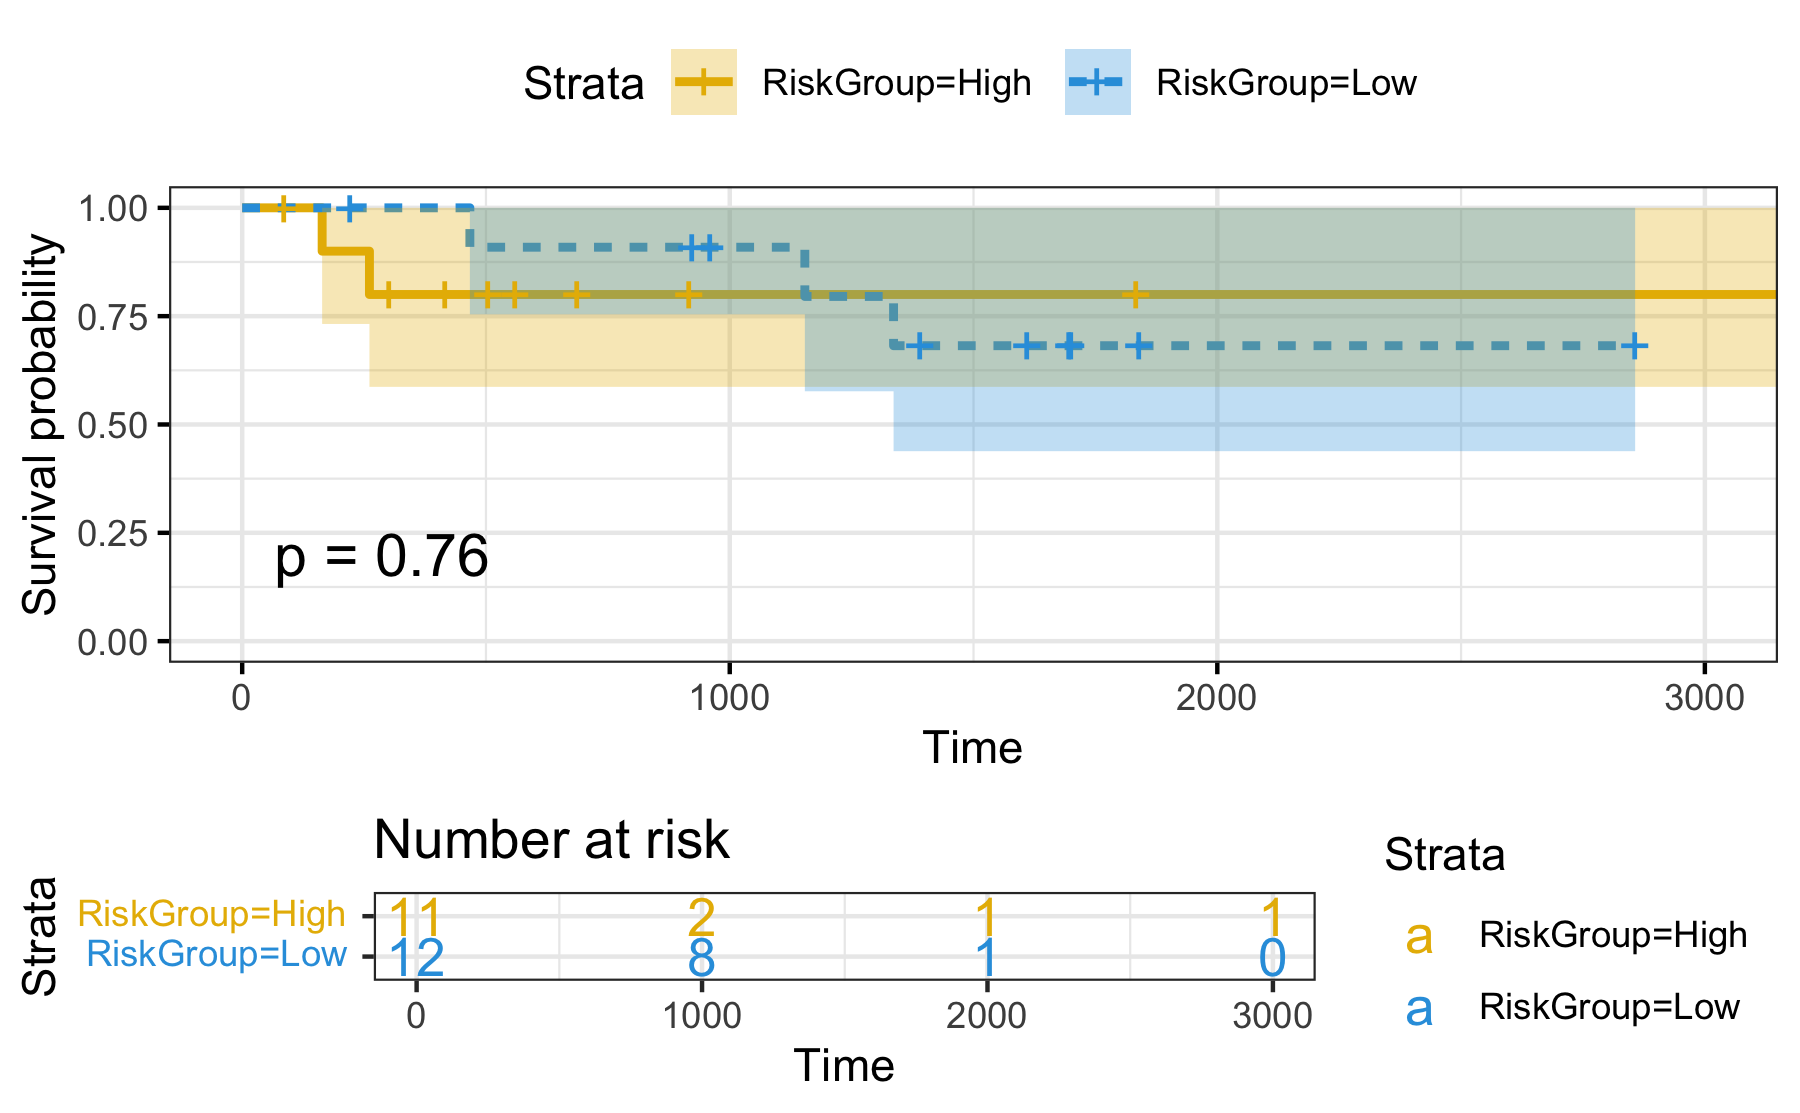 Strata RiskGroup=High RiskGroup=Low
Survival probability
1.00
0.75
0.50
0.25
0.00
p = 0.76
0 1000 2000 3000
Time
Number at risk
Strata
RiskGroup=High 11 2 1 1
RiskGroup=Low 12 8 1 0
0 1000 2000 3000
Time
Strata
a RiskGroup=High
a RiskGroup=Low